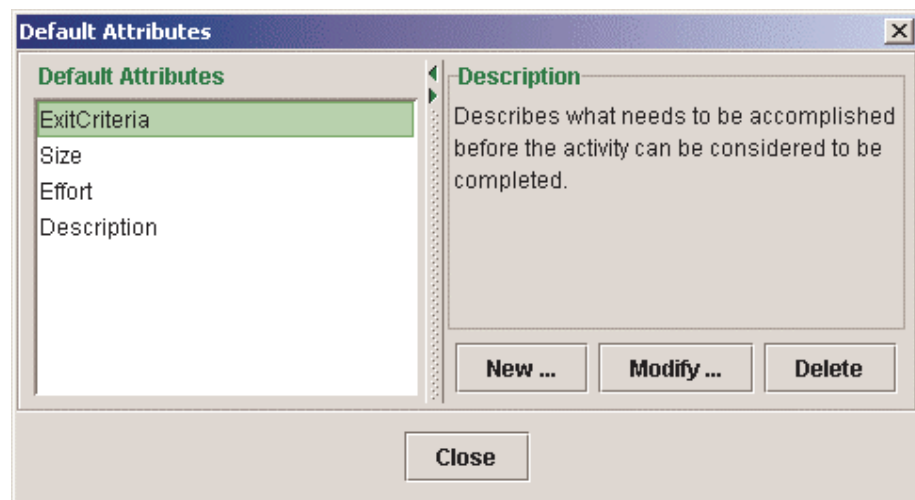 Default Attributes
Default Attributes
ExitCriteria
Size
Effort
Description
Description
Describes what needs to be accomplished
before the activity can be considered to be
completed.
New ...
Modify ...
Delete
Close